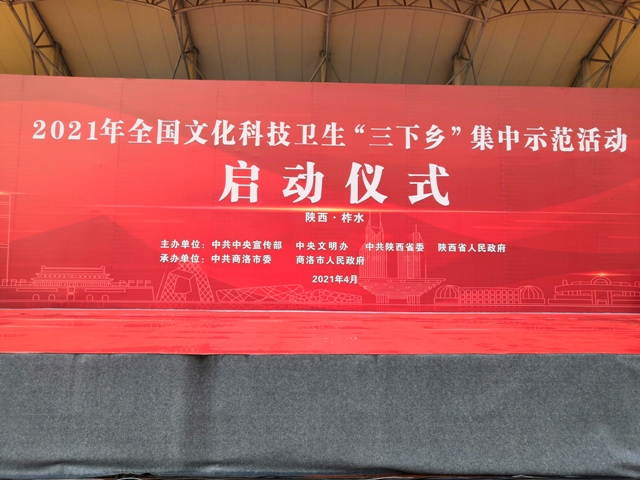 2021年全国文化科技卫生“三下乡”集中示范活动
启动仪式
陕西·柞水
主办单位：中共中央宣传部 中央文明办 中共陕西省委 陕西省人民政府
承办单位：中共商洛市委 商洛市人民政府
2021年4月